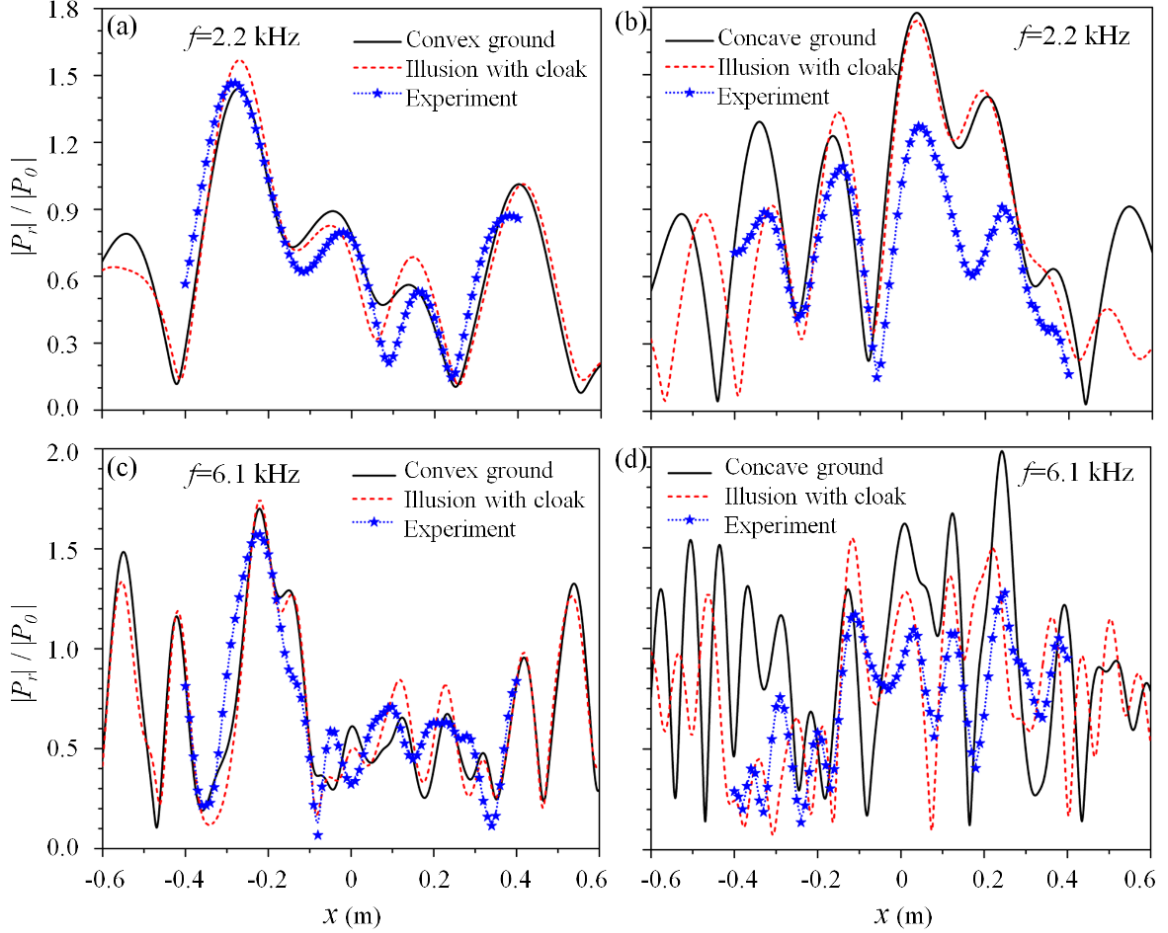 (a)
f=2.2 kHz
Convex ground
Illusion with cloak
Experiment
|Pr| / |P0|
1.8
1.5
1.2
0.9
0.6
0.3
0.0
(b)
f=2.2 kHz
Concave ground
Illusion with cloak
Experiment
(c)
f=6.1 kHz
Convex ground
Illusion with cloak
Experiment
|Pr| / |P0|
2.0
1.5
1.0
0.5
0.0
-0.6 -0.4 -0.2 0 0.2 0.4
x (m)
(d)
f=6.1 kHz
Concave ground
Illusion with cloak
Experiment
-0.6 -0.4 -0.2 0 0.2 0.4 0.6
x (m)